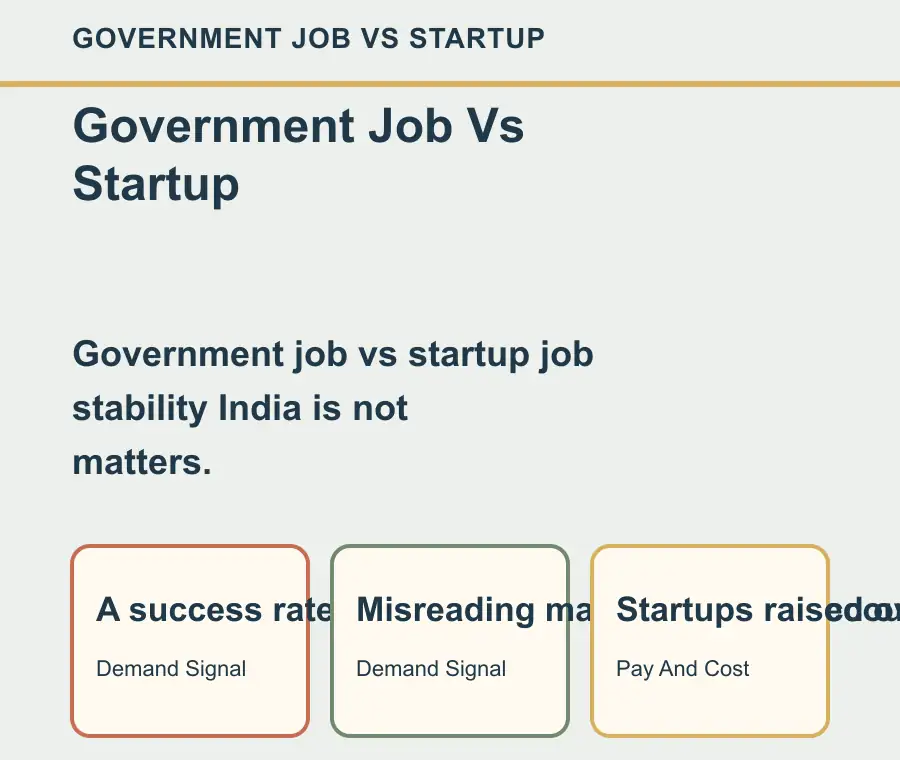 GOVERNMENT JOB VS STARTUP
Government Job Vs
Startup
Government job vs startup job
stability India is not
matters.
A success rate
Misreading ma
Startups raised
Demand Signal
Demand Signal
Pay And Cost